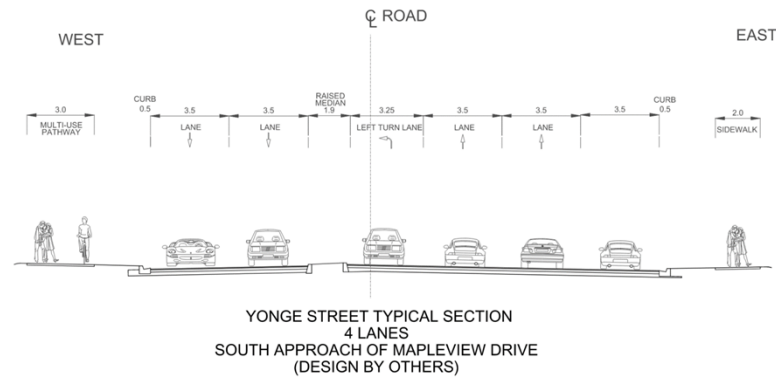 ℄ ROAD
WEST
EAST
RAISED
MEDIAN
CURB
CURB
3.0
0.5
3.5
3.5
1.9
3.25
3.5
3.5
3.5
0.5
2.0
MULTI-USE
PATHWAY
LANE
LANE
LEFT TURN LANE
LANE
LANE
SIDEWALK
YONGE STREET TYPICAL SECTION
4 LANES
SOUTH APPROACH OF MAPLEVIEW DRIVE
(DESIGN BY OTHERS)